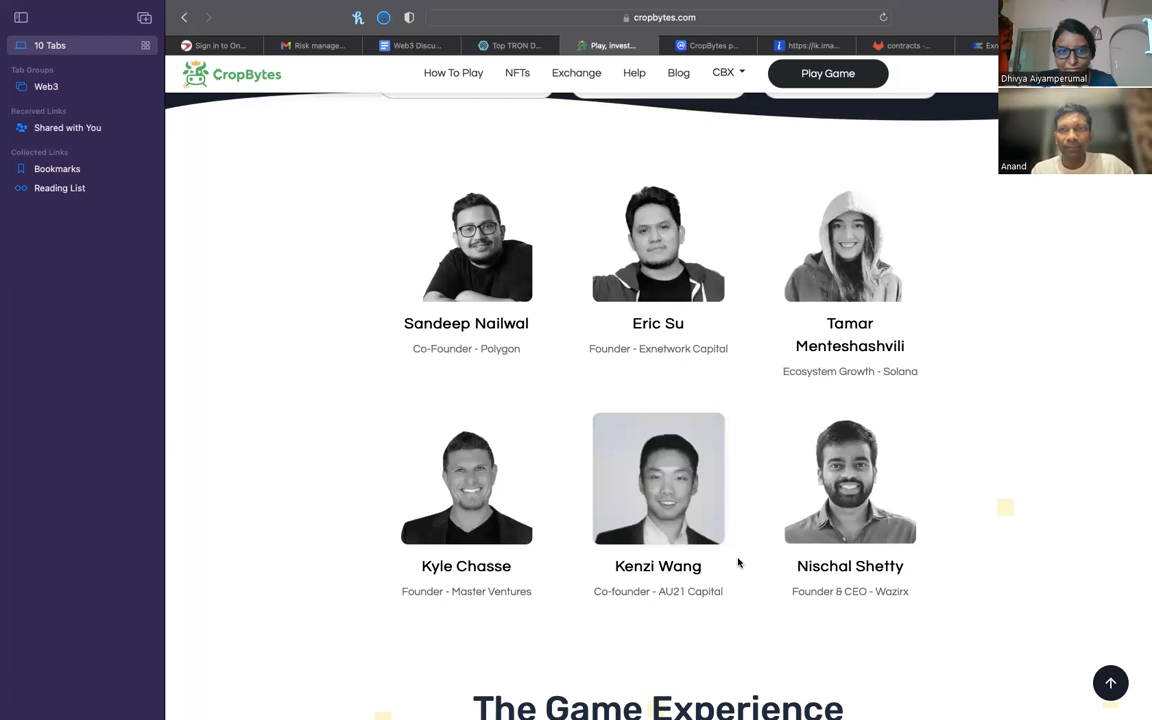 10 Tabs
Tab Groups
Web3
Received Links
Shared with You
Collected Links
Bookmarks
Reading List
cropbytes.com
Sign in to On...
Risk manage...
Web3 Discu...
Top TRON D...
Play, invest...
CropBytes p...
https://ik.ima...
contracts ·...
CropBytes
How To Play
NFTs
Exchange
Help
Blog
CBX
Play Game
Dhivya Aiyamperumal
Anand
Sandeep Nailwal
Co-Founder - Polygon
Eric Su
Founder - Exnetwork Capital
Tamar
Menteshashvili
Ecosystem Growth - Solana
Kyle Chasse
Founder - Master Ventures
Kenzi Wang
Co-founder - AU21 Capital
Nischal Shetty
Founder & CEO - Wazirx
The Game Experience